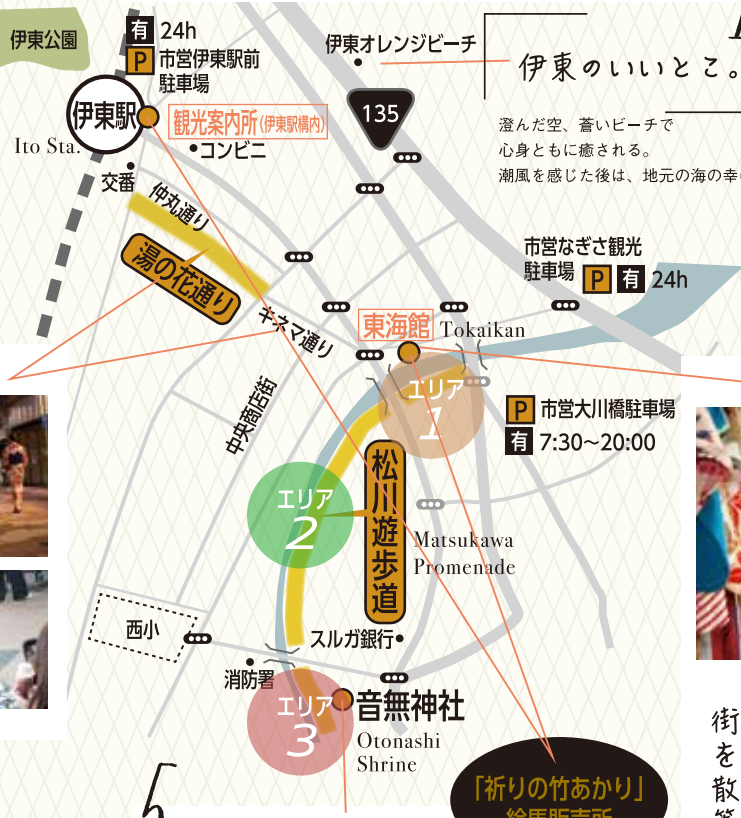 伊東公園
有 24h
P 市営伊東駅前
駐車場
伊東オレンジビーチ
伊東のいいとこ。
135
伊東駅
Ito Sta.
観光案内所(伊東駅構内)
コンビニ
交番
澄んだ空、蒼いビーチで
心身ともに癒される。
潮風を感じた後は、地元の海の幸
仲丸通り
湯の花通り
キネマ通り
市営なぎさ観光
駐車場 P 有 24h
東海館
Tokaikan
中央商店街
エリア
1
P 市営大川橋駐車場
有 7:30〜20:00
エリア
2
松川遊歩道
Matsukawa
Promenade
西小
スルガ銀行
消防署
エリア
3
音無神社
Otonashi
Shrine
「祈りの竹あかり」
絵馬販売所
街を散策